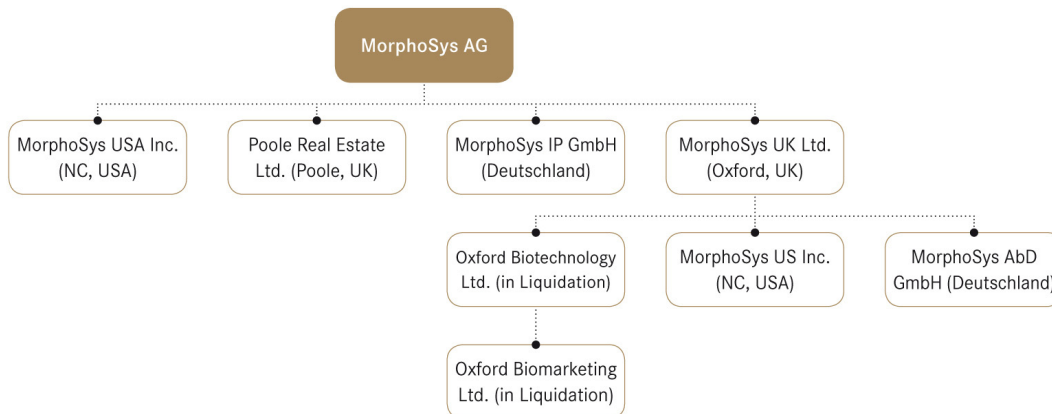 MorphoSys AG
MorphoSys USA Inc.
(NC, USA)
Poole Real Estate
Ltd. (Poole, UK)
MorphoSys IP GmbH
(Deutschland)
MorphoSys UK Ltd.
(Oxford, UK)
Oxford Biotechnology
Ltd. (in Liquidation)
MorphoSys US Inc.
(NC, USA)
MorphoSys AbD
GmbH (Deutschland)
Oxford Biomarketing
Ltd. (in Liquidation)